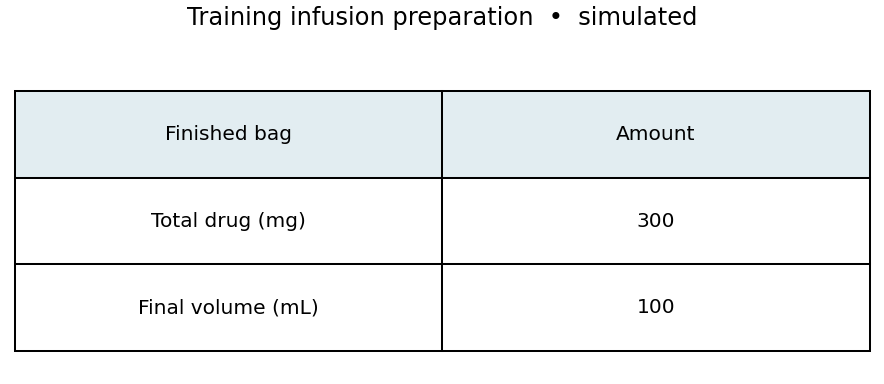 Training infusion preparation • simulated
Finished bag Amount
Total drug (mg) 300
Final volume (mL) 100